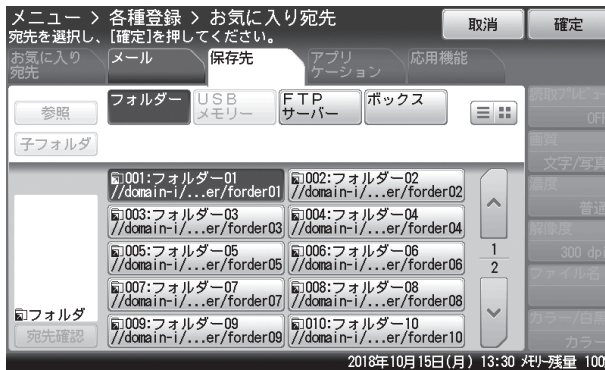 メニュー > 各種登録 > お気に入り宛先
宛先を選択し、[確定]を押してください。
取消
確定
お気に入り
宛先
メール
保存先
アプリ
ケーション
応用機能
参照
フォルダー
USB
メモリー
FTP
サーバー
ボックス
子フォルダ
001:フォルダー01
//domain-i/...er/forder01
002:フォルダー02
//domain-i/...er/forder02
003:フォルダー03
//domain-i/...er/forder03
004:フォルダー04
//domain-i/...er/forder04
005:フォルダー05
//domain-i/...er/forder05
006:フォルダー06
//domain-i/...er/forder06
007:フォルダー07
//domain-i/...er/forder07
008:フォルダー08
//domain-i/...er/forder08
009:フォルダー09
//domain-i/...er/forder09
010:フォルダー10
//domain-i/...er/forder10
1
2
フォルダ
宛先確認
読取プレビュー
OFF
画質
文字/写真
濃度
普通
解像度
300 dpi
ファイル名
カラー/白黒
カラー
2018年10月15日(月) 13:30 メモリー残量 100%